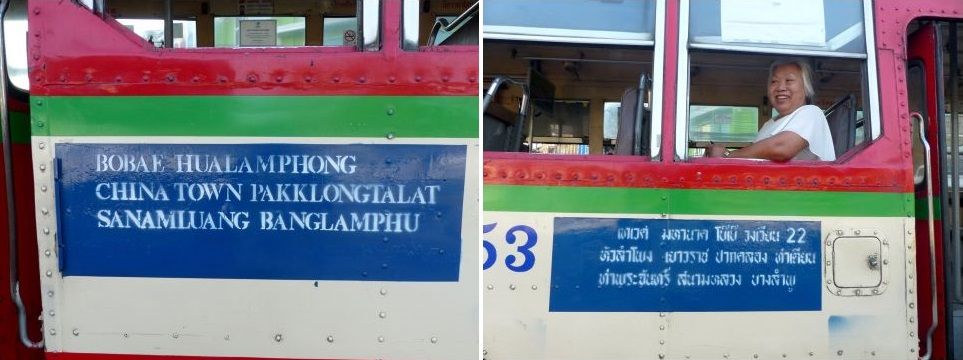 BOBAE HUALAMPHONG
CHINA TOWN PAKKLONGTALAT
SANAMLUANG BANGLAMPHU
53
เทเวศ มหานาค โบ๊เบ๊ วงเวียน 22
หัวลำโพง เยาวราช ปากคลอง ท่าเตียน
ท่าพระจันทร์ สนามหลวง บางลำพู